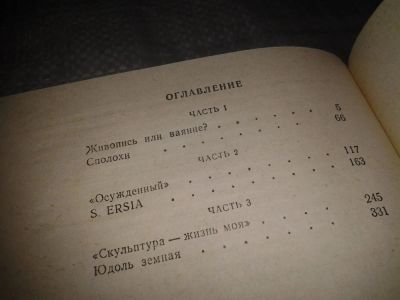 ОГЛАВЛЕНИЕ
ЧАСТЬ 1
Живопись или ваяние? . . . . . . . 5
Сполохи . . . . . . . . . . 66
ЧАСТЬ 2
«Осужденный» . . . . . . . . 117
S. ERSIA . . . . . . . . . 163
ЧАСТЬ 3
«Скульптура — жизнь моя» . . . . . 245
Юдоль земная . . . . . . . . 331